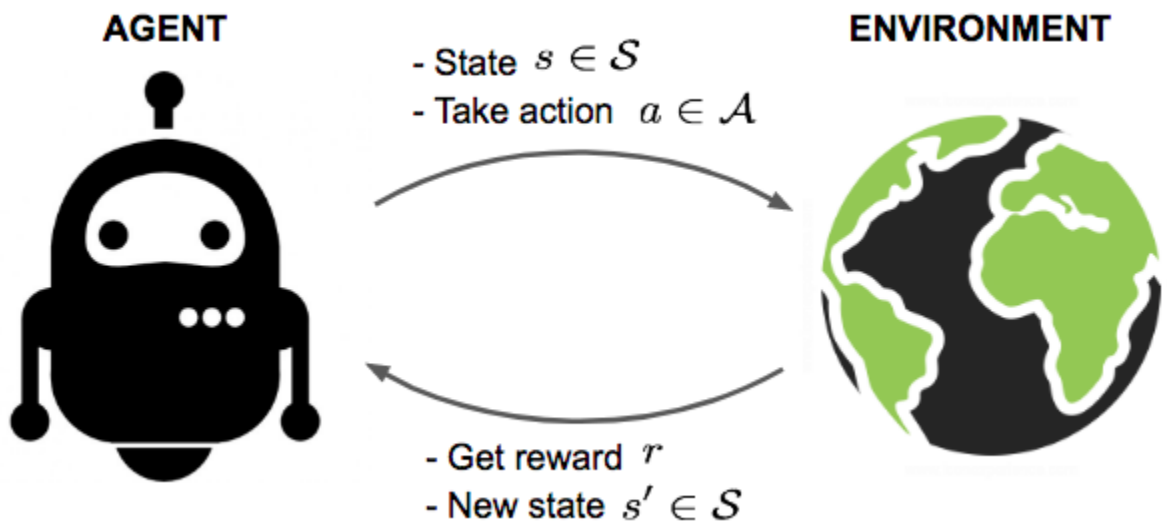 AGENT
ENVIRONMENT
- State s ∈ 𝒮
- Take action a ∈ 𝒜
- Get reward r
- New state s′ ∈ 𝒮